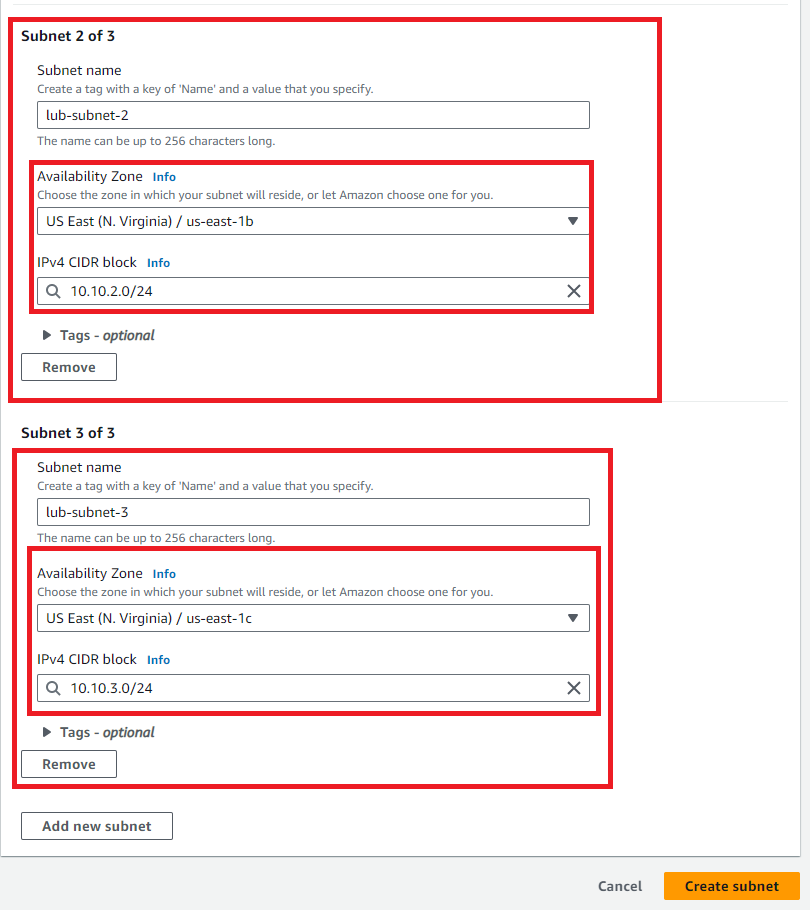 Subnet 2 of 3
Subnet name
Create a tag with a key of 'Name' and a value that you specify.
lub-subnet-2
The name can be up to 256 characters long.
Availability Zone Info
Choose the zone in which your subnet will reside, or let Amazon choose one for you.
US East (N. Virginia) / us-east-1b
IPv4 CIDR block Info
10.10.2.0/24
Tags - optional
Remove
Subnet 3 of 3
Subnet name
Create a tag with a key of 'Name' and a value that you specify.
lub-subnet-3
The name can be up to 256 characters long.
Availability Zone Info
Choose the zone in which your subnet will reside, or let Amazon choose one for you.
US East (N. Virginia) / us-east-1c
IPv4 CIDR block Info
10.10.3.0/24
Tags - optional
Remove
Add new subnet
Cancel Create subnet